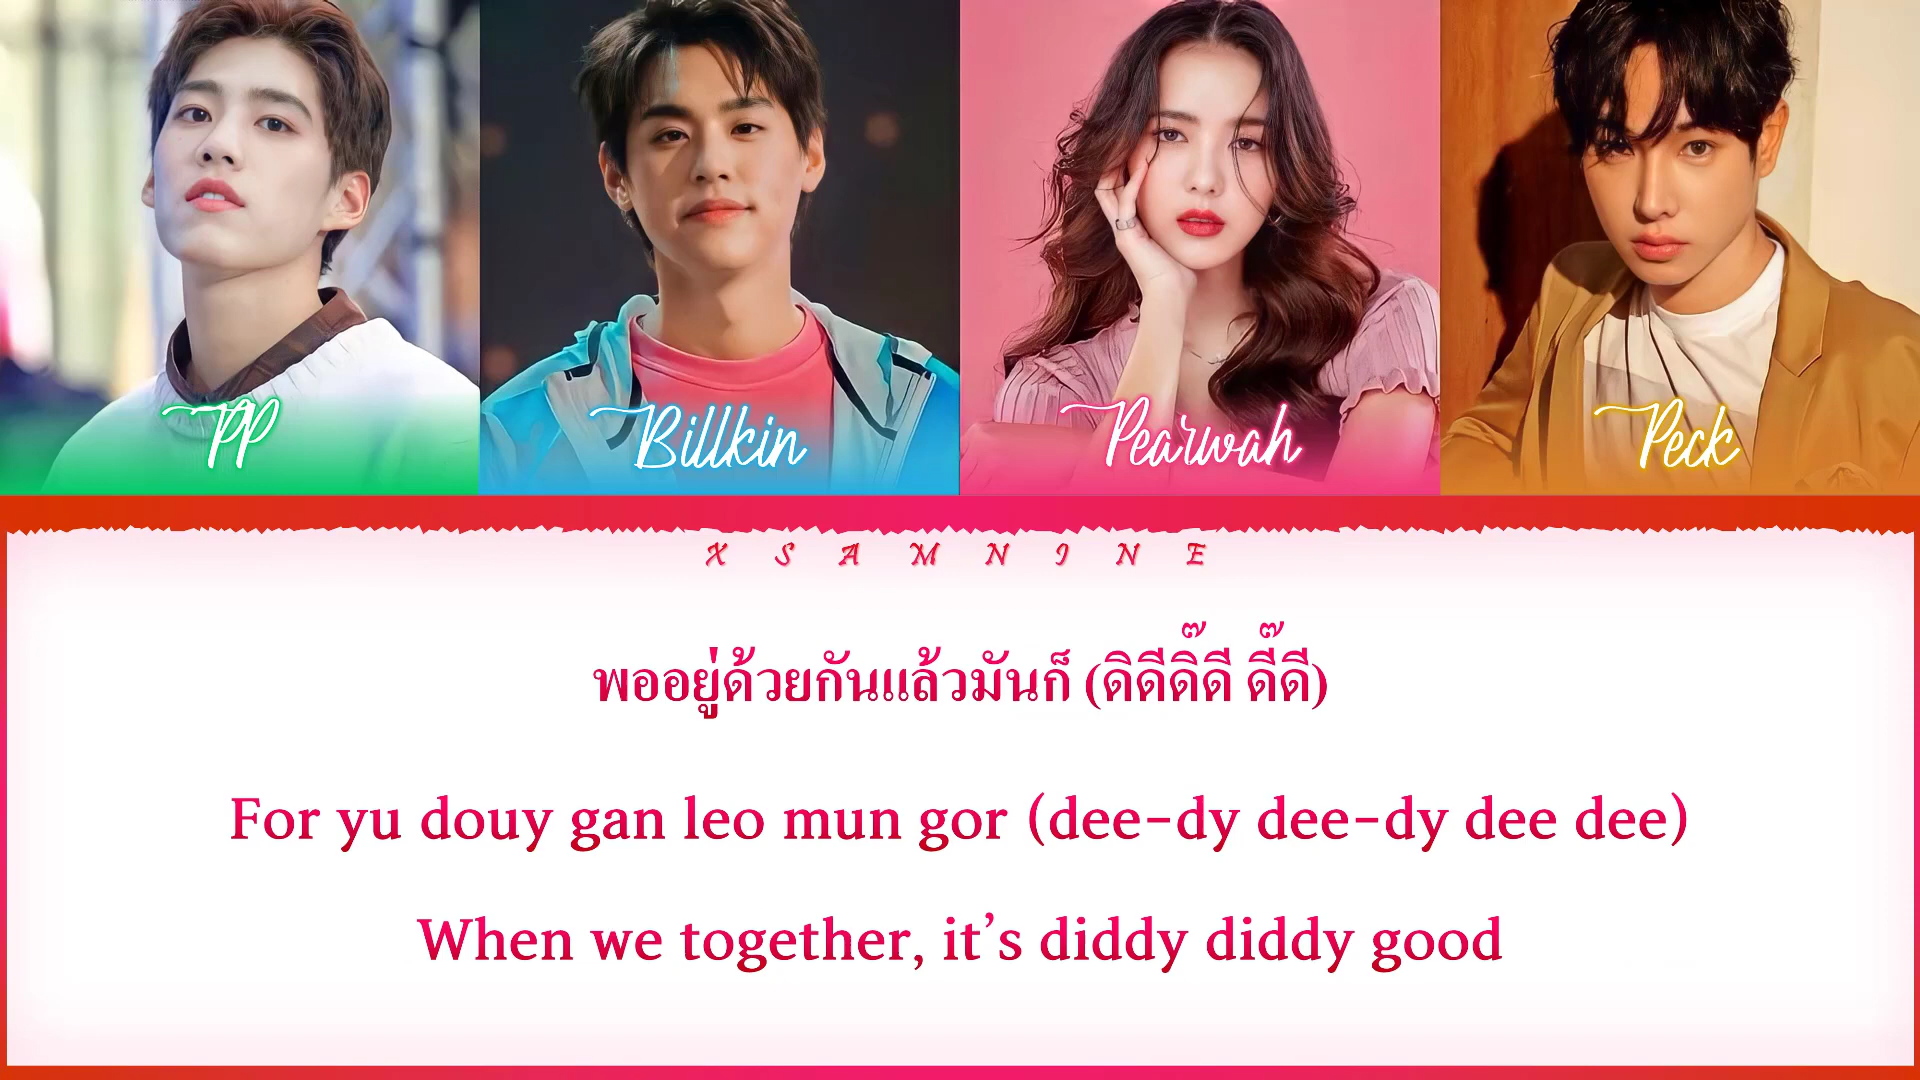 PP
Billkin
Pearwah
Peck
X S A M N I N E
พออยู่ด้วยกันแล้วมันก็ (ดิดีดิ๊ดี ดี๊ดี)
For yu douy gan leo mun gor (dee-dy dee-dy dee dee)
When we together, it’s diddy diddy good